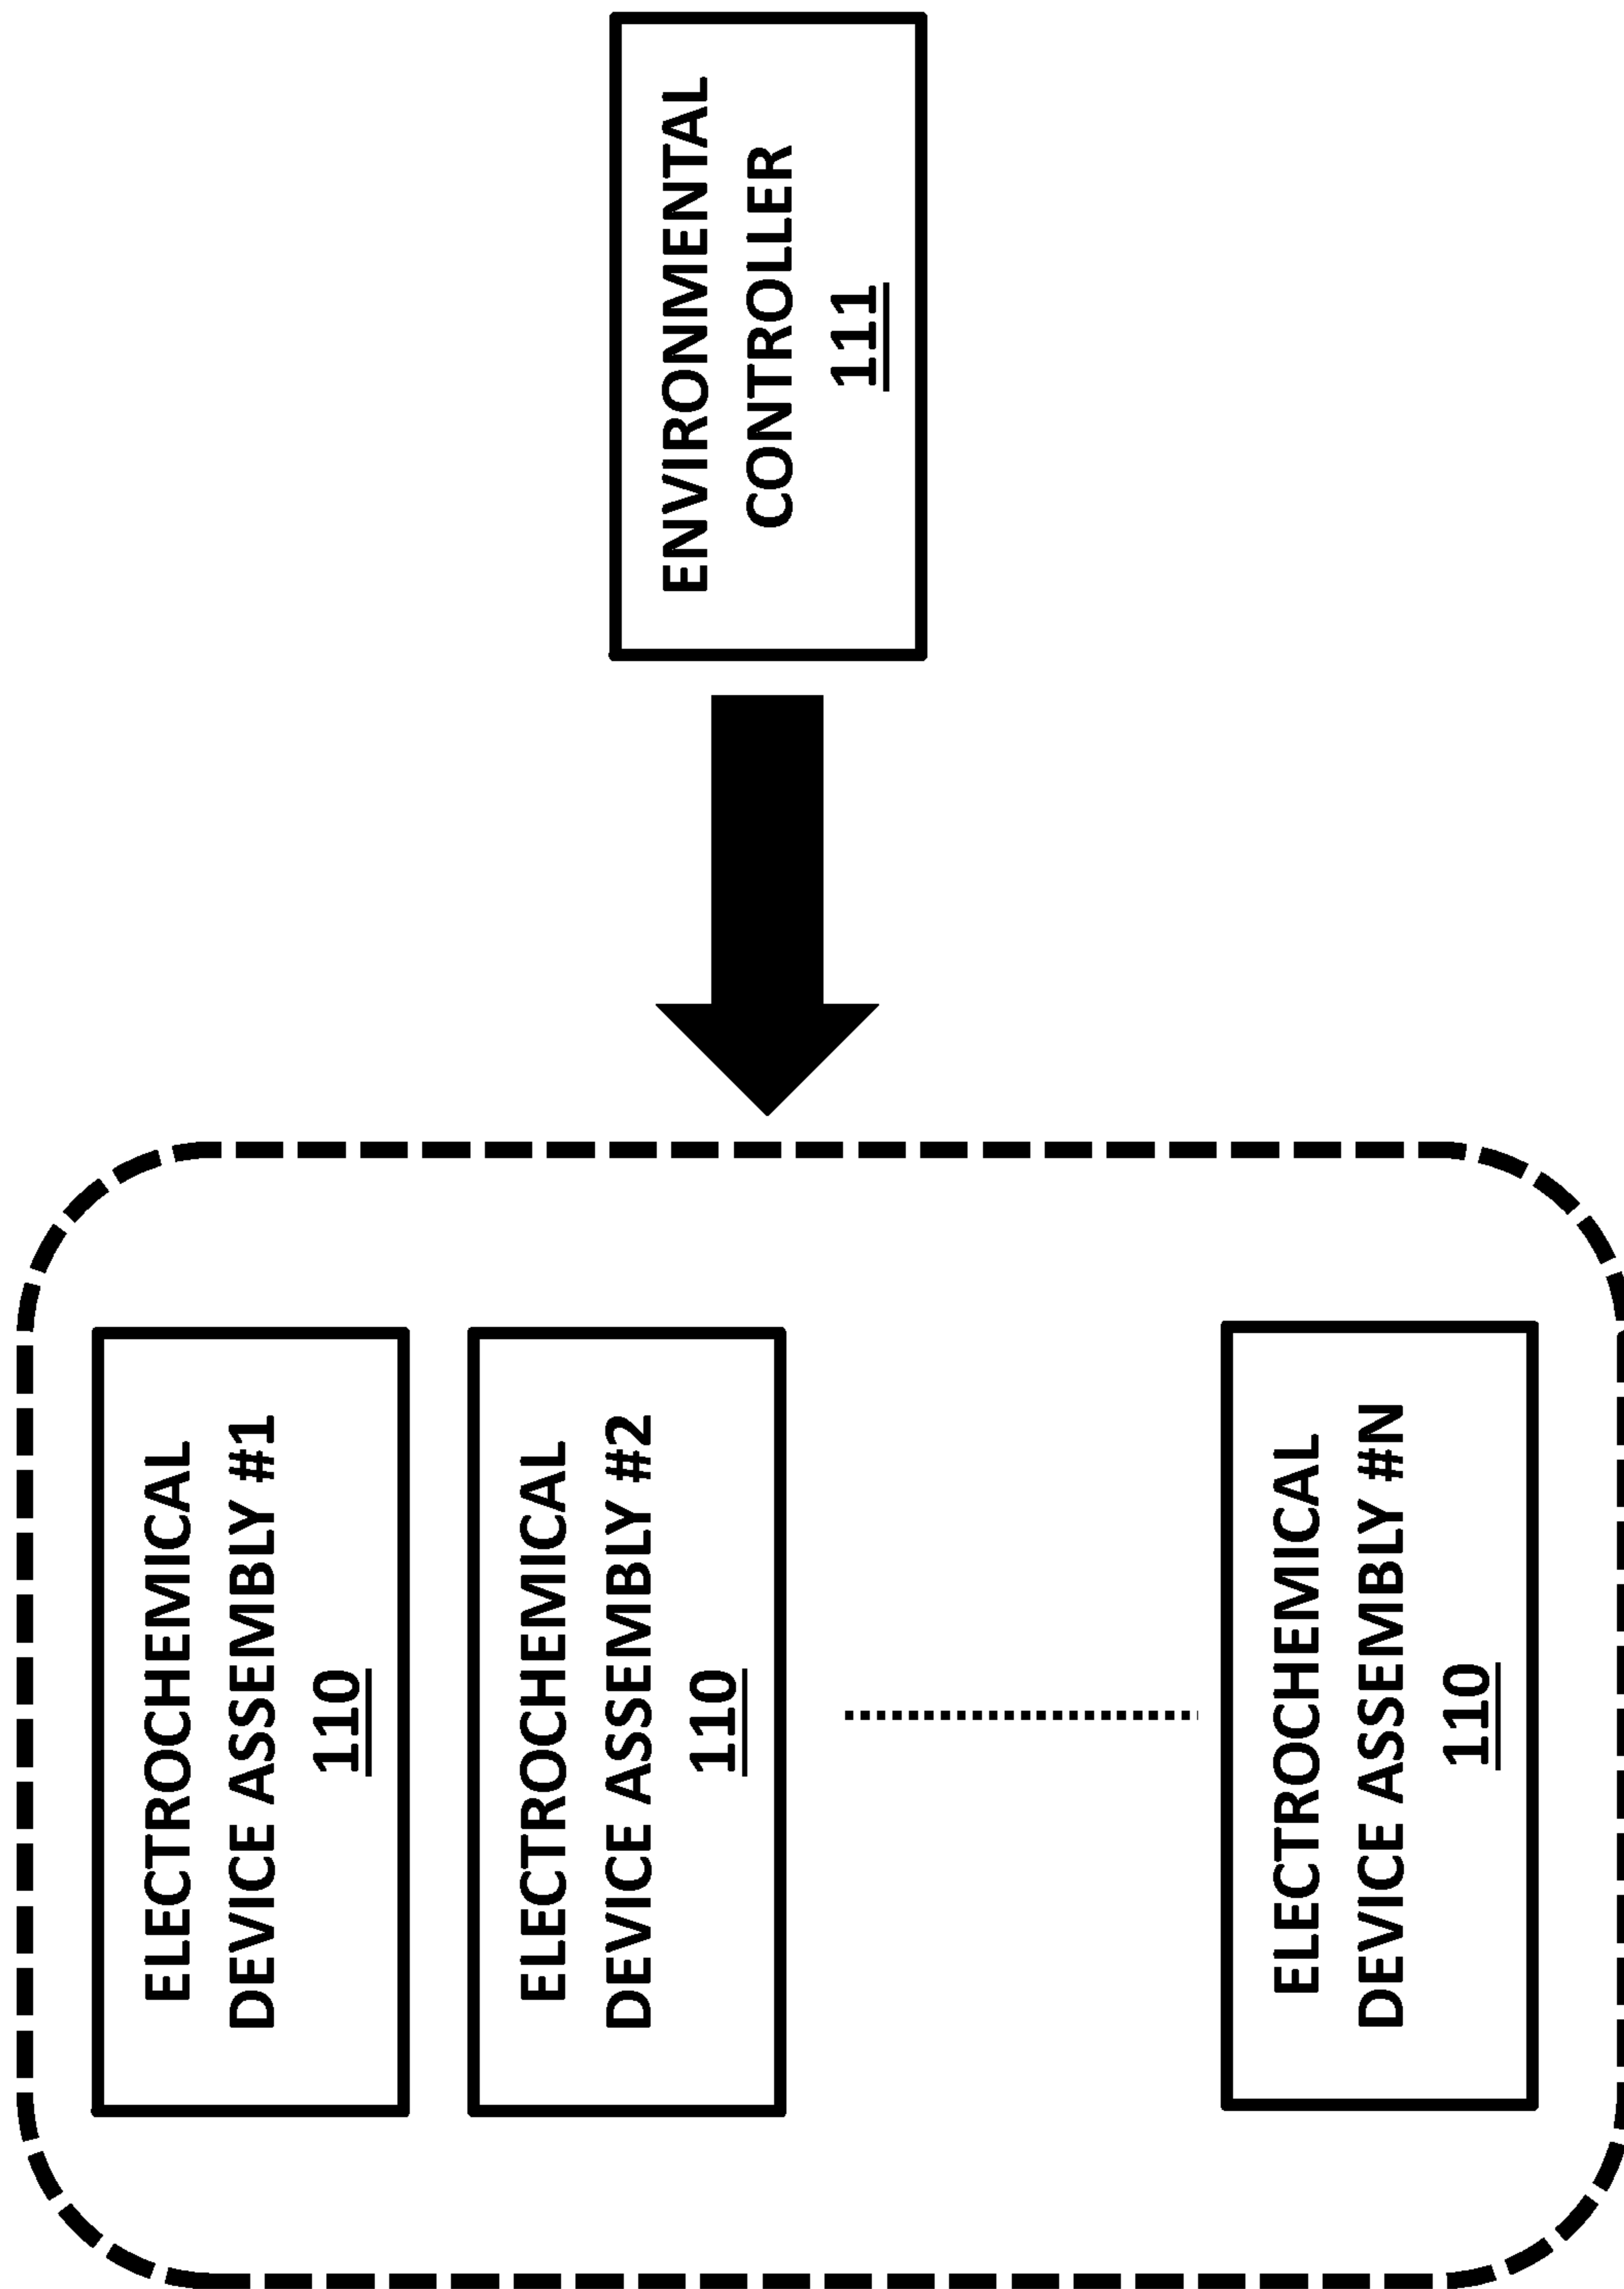 ELECTROCHEMICAL
DEVICE ASSEMBLY #1
110
ELECTROCHEMICAL
DEVICE ASSEMBLY #2
110
ELECTROCHEMICAL
DEVICE ASSEMBLY #N
110
ENVIRONMENTAL
CONTROLLER
111